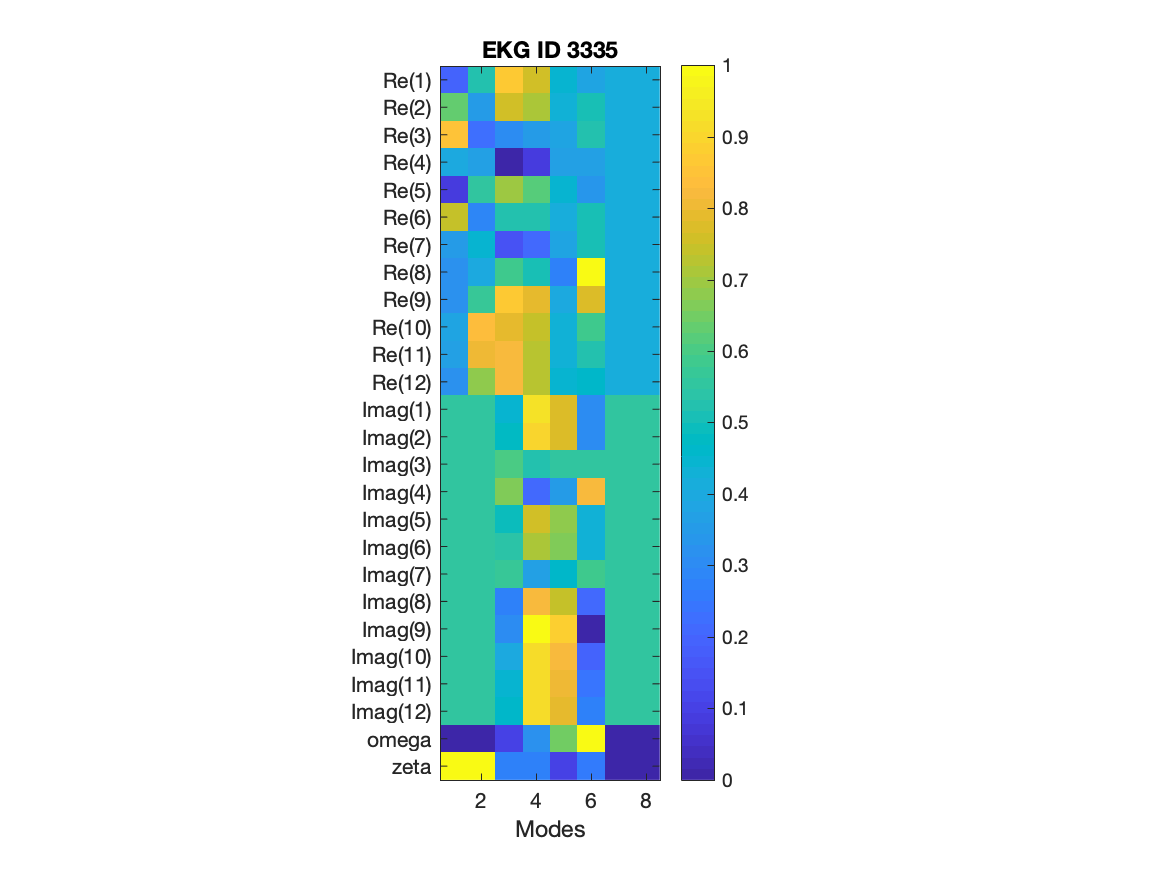 EKG ID 3335
Re(1)
Re(2)
Re(3)
Re(4)
Re(5)
Re(6)
Re(7)
Re(8)
Re(9)
Re(10)
Re(11)
Re(12)
Imag(1)
Imag(2)
Imag(3)
Imag(4)
Imag(5)
Imag(6)
Imag(7)
Imag(8)
Imag(9)
Imag(10)
Imag(11)
Imag(12)
omega
zeta
2 4 6 8
Modes
1
0.9
0.8
0.7
0.6
0.5
0.4
0.3
0.2
0.1
0